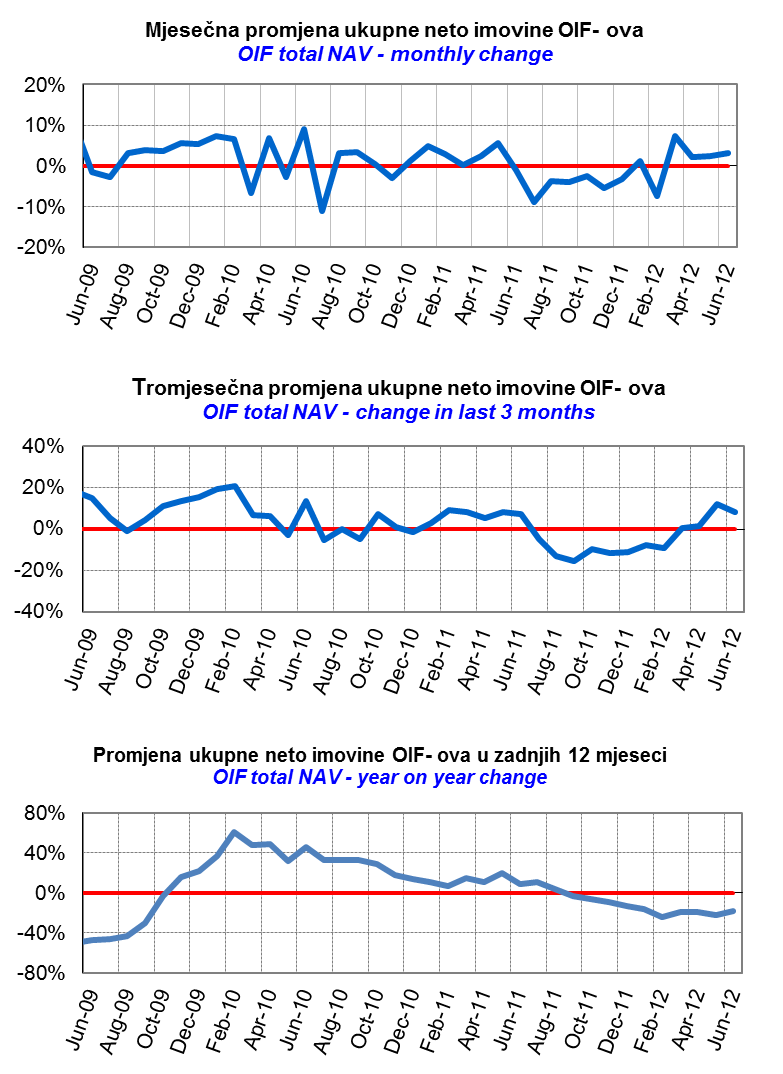 Mjesečna promjena ukupne neto imovine OIF- ova
OIF total NAV - monthly change
20%
10%
0%
-10%
-20%
Jun-09 Aug-09 Oct-09 Dec-09 Feb-10 Apr-10 Jun-10 Aug-10 Oct-10 Dec-10 Feb-11 Apr-11 Jun-11 Aug-11 Oct-11 Dec-11 Feb-12 Apr-12 Jun-12
Tromjesečna promjena ukupne neto imovine OIF- ova
OIF total NAV - change in last 3 months
40%
20%
0%
-20%
-40%
Jun-09 Aug-09 Oct-09 Dec-09 Feb-10 Apr-10 Jun-10 Aug-10 Oct-10 Dec-10 Feb-11 Apr-11 Jun-11 Aug-11 Oct-11 Dec-11 Feb-12 Apr-12 Jun-12
Promjena ukupne neto imovine OIF- ova u zadnjih 12 mjeseci
OIF total NAV - year on year change
80%
40%
0%
-40%
-80%
Jun-09 Aug-09 Oct-09 Dec-09 Feb-10 Apr-10 Jun-10 Aug-10 Oct-10 Dec-10 Feb-11 Apr-11 Jun-11 Aug-11 Oct-11 Dec-11 Feb-12 Apr-12 Jun-12